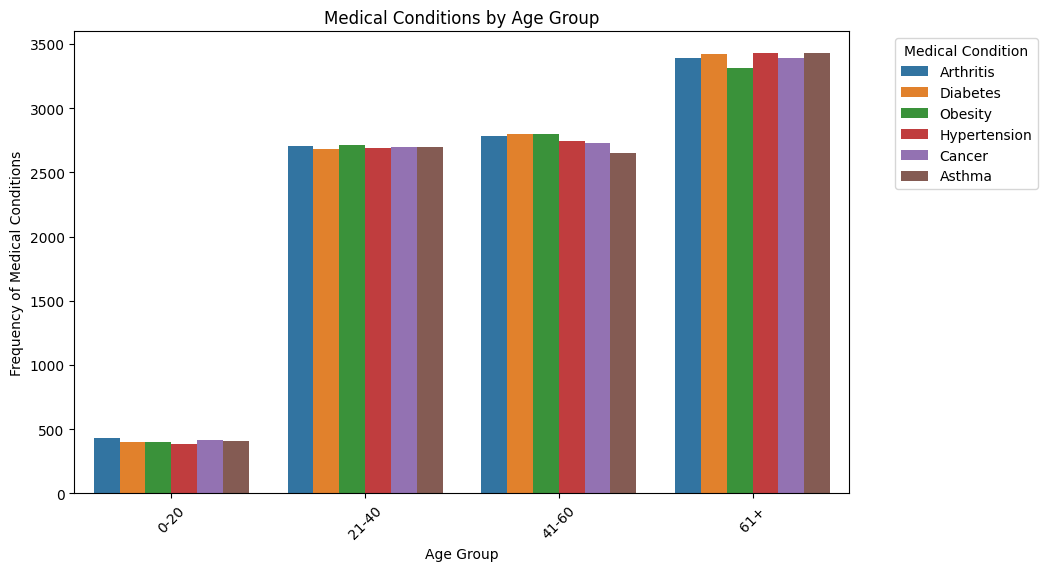 Medical Conditions by Age Group
Frequency of Medical Conditions
3500
3000
2500
2000
1500
1000
500
0
0-20
21-40
41-60
61+
Age Group
Medical Condition
Arthritis
Diabetes
Obesity
Hypertension
Cancer
Asthma